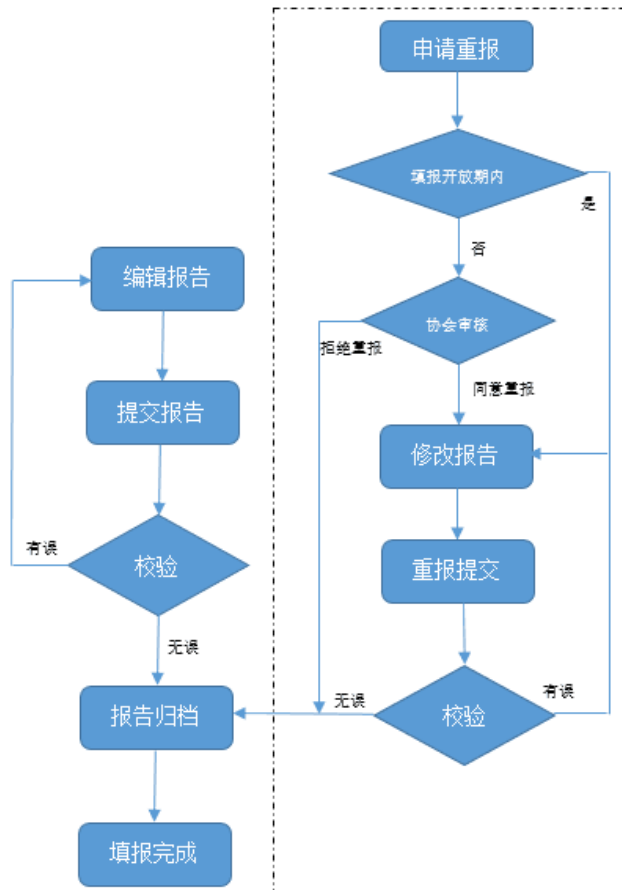 申请重报
填报开放期内
是
否
编辑报告
协会审核
拒绝重报
同意重报
提交报告
修改报告
有误
校验
重报提交
无误
报告归档
无误
校验
有误
填报完成